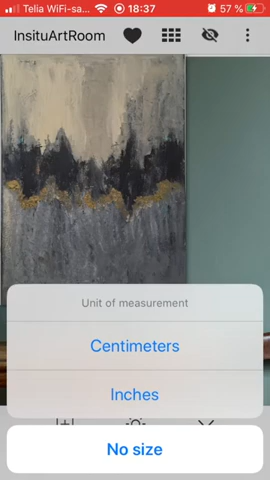 Telia WiFi-sa... 18:37 57 %
InsituArtRoom
Unit of measurement
Centimeters
Inches
No size